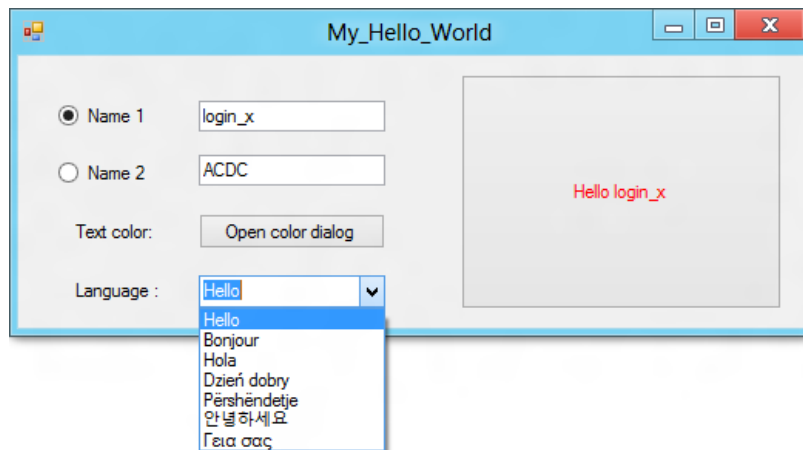 My_Hello_World
Name 1 login_x
Name 2 ACDC
Hello login_x
Text color: Open color dialog
Language : Hello
Hello
Bonjour
Hola
Dzień dobry
Përshëndetje
안녕하세요
Γεια σας